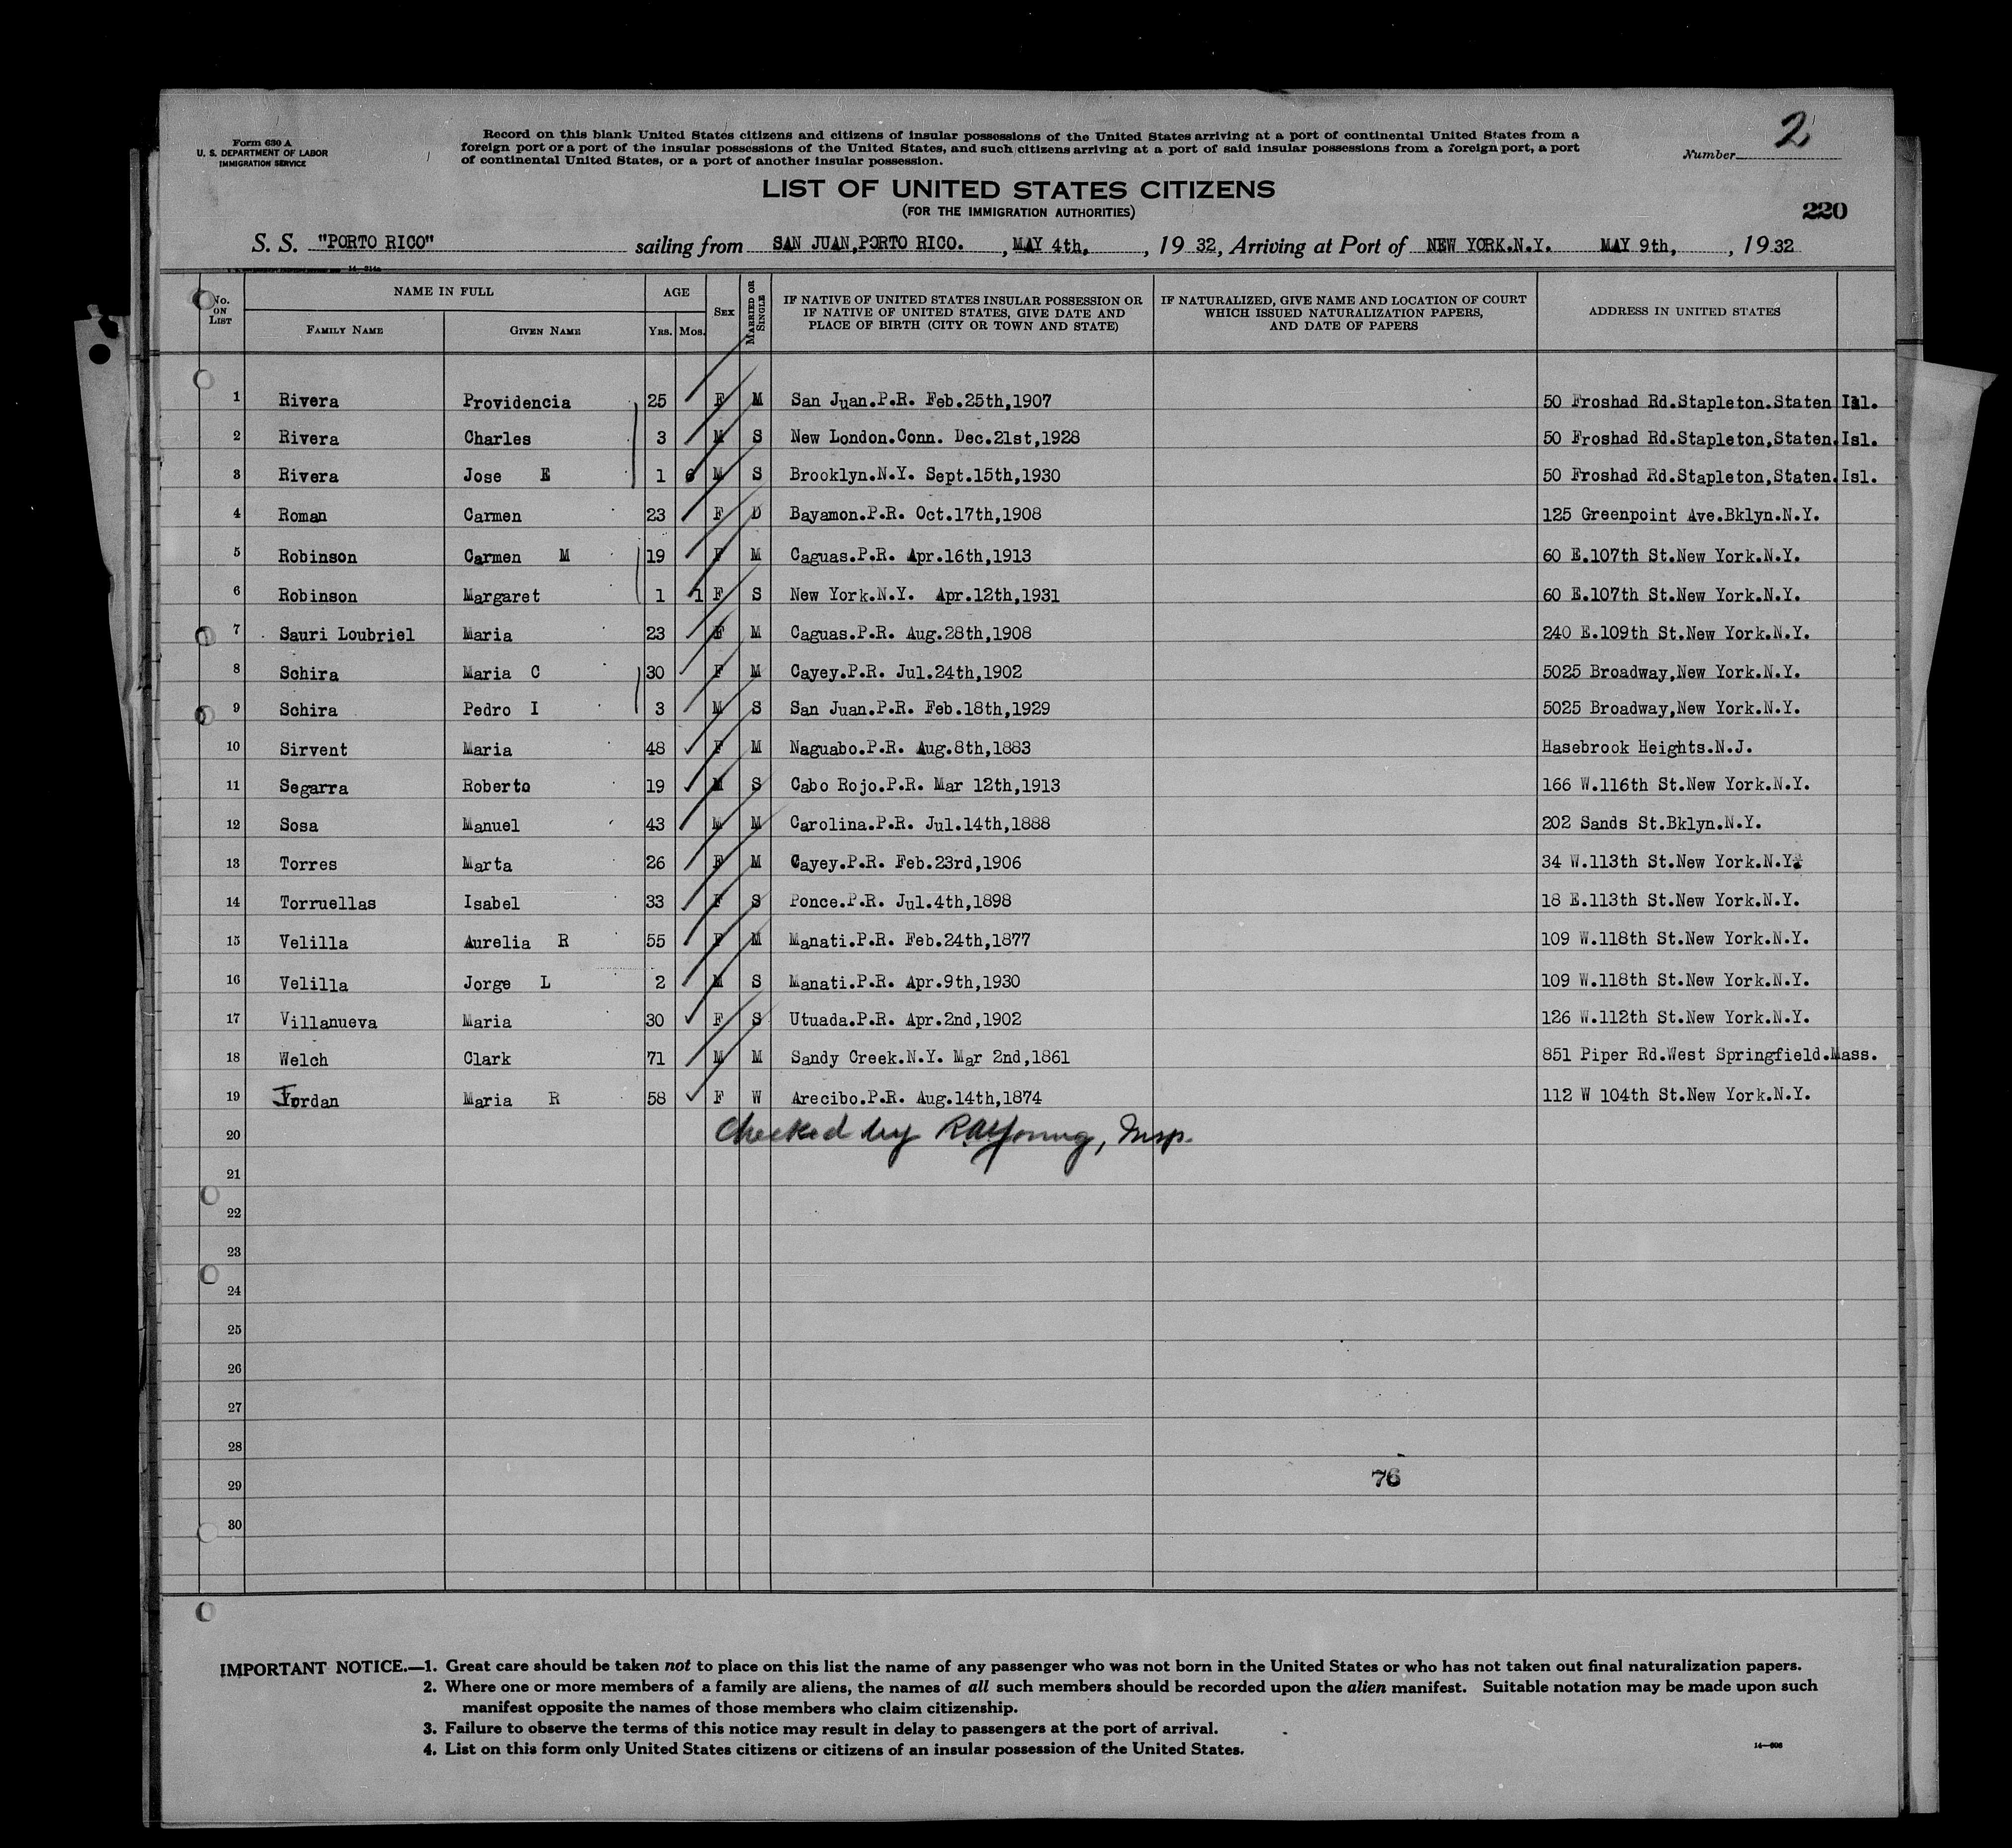 Form 630 A
U. S. DEPARTMENT OF LABOR
IMMIGRATION SERVICE
Record on this blank United States citizens and citizens of insular possessions of the United States arriving at a port of continental United States from a
foreign port or a port of the insular possessions of the United States, and such citizens arriving at a port of said insular possessions from a foreign port, a port
of continental United States, or a port of another insular possession.
Number 2
LIST OF UNITED STATES CITIZENS
(FOR THE IMMIGRATION AUTHORITIES)
220
S. S. "PORTO RICO" sailing from SAN JUAN,PORTO RICO. , MAY 4th, , 19 32, Arriving at Port of NEW YORK.N.Y. MAY 9th, , 19 32
No. ON LIST NAME IN FULL FAMILY NAME GIVEN NAME AGE YRS. MOS. SEX MARRIED OR SINGLE IF NATIVE OF UNITED STATES INSULAR POSSESSION OR IF NATIVE OF UNITED STATES, GIVE DATE AND PLACE OF BIRTH (CITY OR TOWN AND STATE) IF NATURALIZED, GIVE NAME AND LOCATION OF COURT WHICH ISSUED NATURALIZATION PAPERS, AND DATE OF PAPERS ADDRESS IN UNITED STATES
1 Rivera Providencia 25 F M San Juan.P.R. Feb.25th,1907 50 Froshad Rd.Stapleton.Staten Isl.
2 Rivera Charles 3 M S New London.Conn. Dec.21st,1928 50 Froshad Rd.Stapleton,Staten.Isl.
3 Rivera Jose E 1 6 M S Brooklyn.N.Y. Sept.15th,1930 50 Froshad Rd.Stapleton,Staten.Isl.
4 Roman Carmen 23 F D Bayamon.P.R. Oct.17th,1908 125 Greenpoint Ave.Bklyn.N.Y.
5 Robinson Carmen M 19 F M Caguas.P.R. Apr.16th,1913 60 E.107th St.New York.N.Y.
6 Robinson Margaret 1 1 F S New York.N.Y. Apr.12th,1931 60 E.107th St.New York.N.Y.
7 Sauri Loubriel Maria 23 F M Caguas.P.R. Aug.28th,1908 240 E.109th St.New York.N.Y.
8 Schira Maria C 30 F M Cayey.P.R. Jul.24th,1902 5025 Broadway,New York.N.Y.
9 Schira Pedro I 3 M S San Juan.P.R. Feb.18th,1929 5025 Broadway,New York.N.Y.
10 Sirvent Maria 48 F M Naguabo.P.R. Aug.8th,1883 Hasebrook Heights.N.J.
11 Segarra Roberto 19 M S Cabo Rojo.P.R. Mar 12th,1913 166 W.116th St.New York.N.Y.
12 Sosa Manuel 43 M M Carolina.P.R. Jul.14th,1888 202 Sands St.Bklyn.N.Y.
13 Torres Marta 26 F M Cayey.P.R. Feb.23rd,1906 34 W.113th St.New York.N.Y.
14 Torruellas Isabel 33 F S Ponce.P.R. Jul.4th,1898 18 E.113th St.New York.N.Y.
15 Velilla Aurelia R 55 F M Manati.P.R. Feb.24th,1877 109 W.118th St.New York.N.Y.
16 Velilla Jorge L 2 M S Manati.P.R. Apr.9th,1930 109 W.118th St.New York.N.Y.
17 Villanueva Maria 30 F S Utuada.P.R. Apr.2nd,1902 126 W.112th St.New York.N.Y.
18 Welch Clark 71 M M Sandy Creek.N.Y. Mar 2nd,1861 851 Piper Rd.West Springfield.Mass.
19 Jordan Maria R 58 F W Arecibo.P.R. Aug.14th,1874 112 W 104th St.New York.N.Y.
20 Checked by R.A.Young, Insp.
21
22
23
24
25
26
27
28
29 76
30
IMPORTANT NOTICE.—1. Great care should be taken not to place on this list the name of any passenger who was not born in the United States or who has not taken out final naturalization papers.
2. Where one or more members of a family are aliens, the names of all such members should be recorded upon the alien manifest. Suitable notation may be made upon such
manifest opposite the names of those members who claim citizenship.
3. Failure to observe the terms of this notice may result in delay to passengers at the port of arrival.
4. List on this form only United States citizens or citizens of an insular possession of the United States.